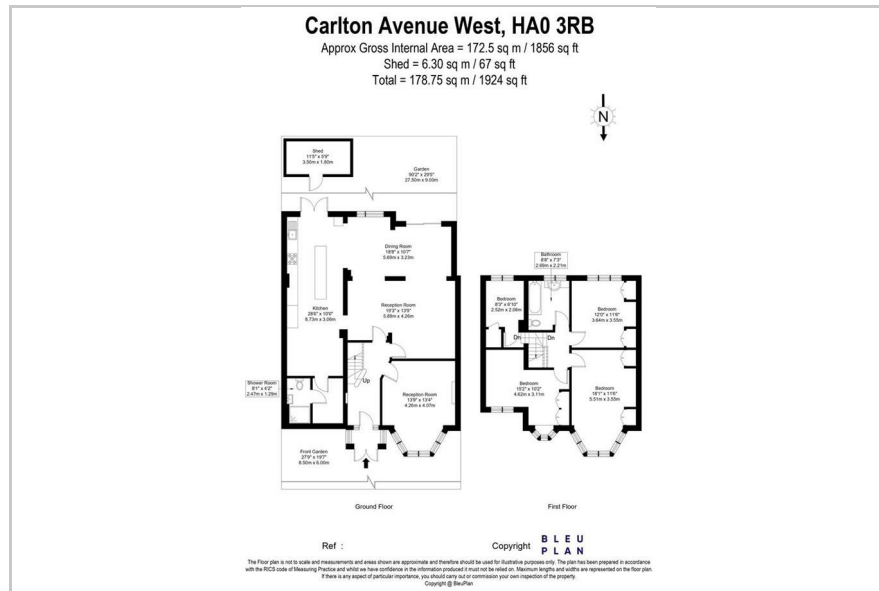 Carlton Avenue West, HA0 3RB
Approx Gross Internal Area = 172.5 sq m / 1856 sq ft
Shed = 6.30 sq m / 67 sq ft
Total = 178.75 sq m / 1924 sq ft
N
Shed
11'5" x 5'9"
3.50m x 1.80m
Garden
90'2" x 29'5"
27.50m x 9.00m
Dining Room
18'8" x 10'7"
5.69m x 3.23m
Kitchen
28'6" x 10'0"
8.73m x 3.06m
Reception Room
19'3" x 13'9"
5.89m x 4.26m
Shower Room
8'1" x 4'2"
2.47m x 1.29m
Up
Reception Room
13'9" x 13'4"
4.26m x 4.07m
Front Garden
27'9" x 19'7"
8.50m x 6.00m
Ground Floor
Bathroom
8'8" x 7'3"
2.69m x 2.21m
Bedroom
8'3" x 6'10"
2.52m x 2.06m
Bedroom
12'0" x 11'6"
3.64m x 3.55m
Dn
Dn
Bedroom
15'2" x 10'2"
4.62m x 3.11m
Bedroom
18'1" x 11'6"
5.51m x 3.55m
First Floor
Ref :
Copyright
BLEU
PLAN
The Floor plan is not to scale and measurements and areas shown are approximate and therefore should be used for illustrative purposes only. The plan has been prepared in accordance
with the RICS code of Measuring Practice and whilst we have confidence in the information produced it must not be relied on. Maximum lengths and widths are represented on the floor plan.
If there is any aspect of particular importance, you should carry out or commission your own inspection of the property.
Copyright @ BleuPlan